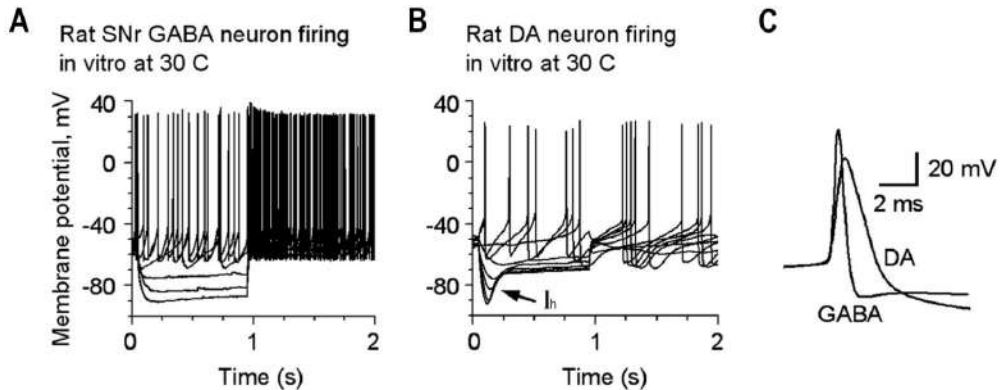 A
Rat SNr GABA neuron firing
in vitro at 30 C
Membrane potential, mV
40
0
-40
-80
0
1
2
Time (s)
B
Rat DA neuron firing
in vitro at 30 C
40
0
-40
-80
Ih
0
1
2
Time (s)
C
20 mV
2 ms
DA
GABA